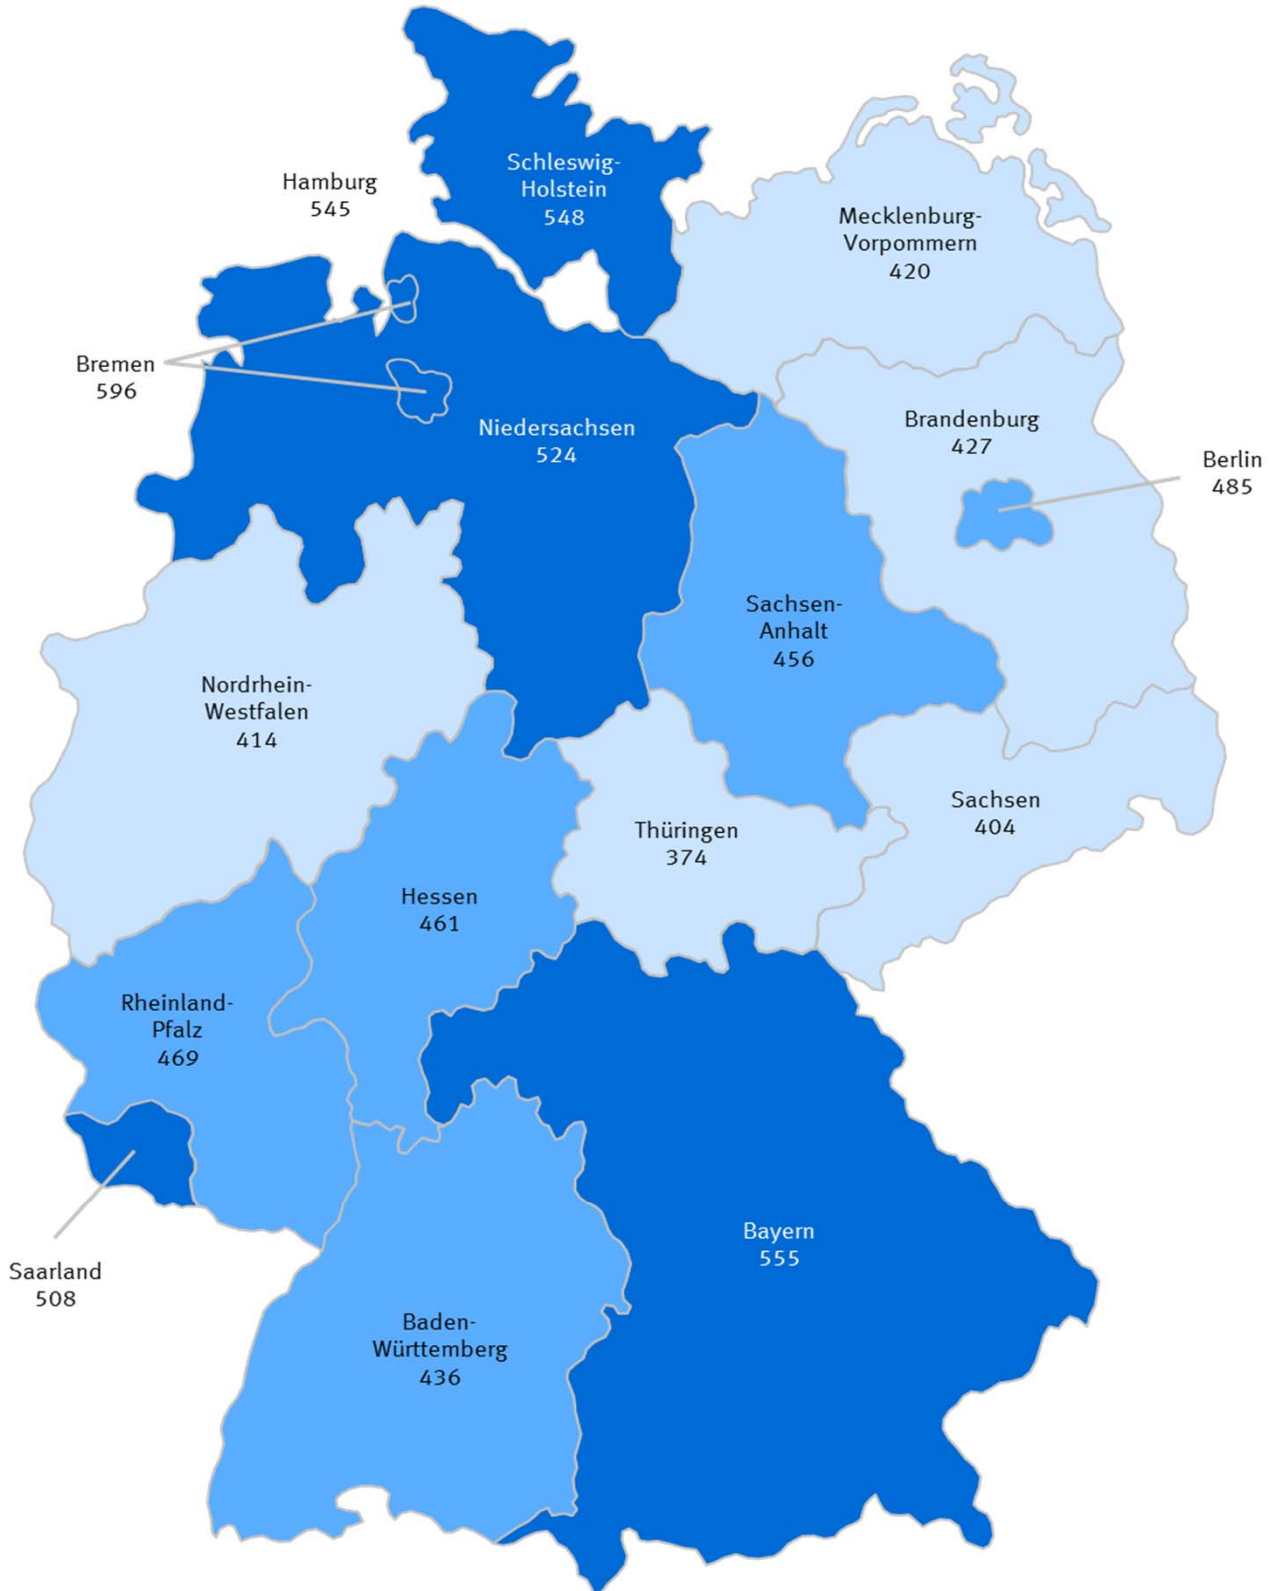 Schleswig-
Holstein
548
Hamburg
545
Mecklenburg-
Vorpommern
420
Bremen
596
Niedersachsen
524
Brandenburg
427
Berlin
485
Sachsen-
Anhalt
456
Nordrhein-
Westfalen
414
Sachsen
404
Thüringen
374
Hessen
461
Rheinland-
Pfalz
469
Saarland
508
Bayern
555
Baden-
Württemberg
436